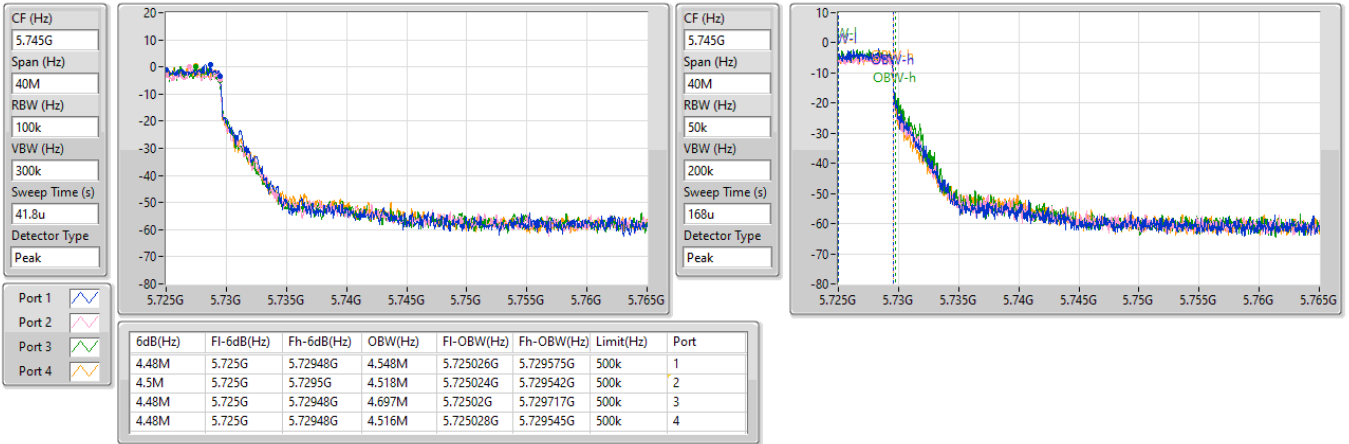 CF (Hz)
5.745G
Span (Hz)
40M
RBW (Hz)
100k
VBW (Hz)
300k
Sweep Time (s)
41.8u
Detector Type
Peak
20
10
0
-10
-20
-30
-40
-50
-60
-70
-80
5.725G 5.73G 5.735G 5.74G 5.745G 5.75G 5.755G 5.76G 5.765G
CF (Hz)
5.745G
Span (Hz)
40M
RBW (Hz)
50k
VBW (Hz)
200k
Sweep Time (s)
168u
Detector Type
Peak
10
0
-10
-20
-30
-40
-50
-60
-70
-80
OBW-h
OBW-h
5.725G 5.73G 5.735G 5.74G 5.745G 5.75G 5.755G 5.76G 5.765G
Port 1
Port 2
Port 3
Port 4
6dB(Hz) Fl-6dB(Hz) Fh-6dB(Hz) OBW(Hz) Fl-OBW(Hz) Fh-OBW(Hz) Limit(Hz) Port
4.48M 5.725G 5.72948G 4.548M 5.725026G 5.729575G 500k 1
4.5M 5.725G 5.7295G 4.518M 5.725024G 5.729542G 500k 2
4.48M 5.725G 5.72948G 4.697M 5.72502G 5.729717G 500k 3
4.48M 5.725G 5.72948G 4.516M 5.725028G 5.729545G 500k 4